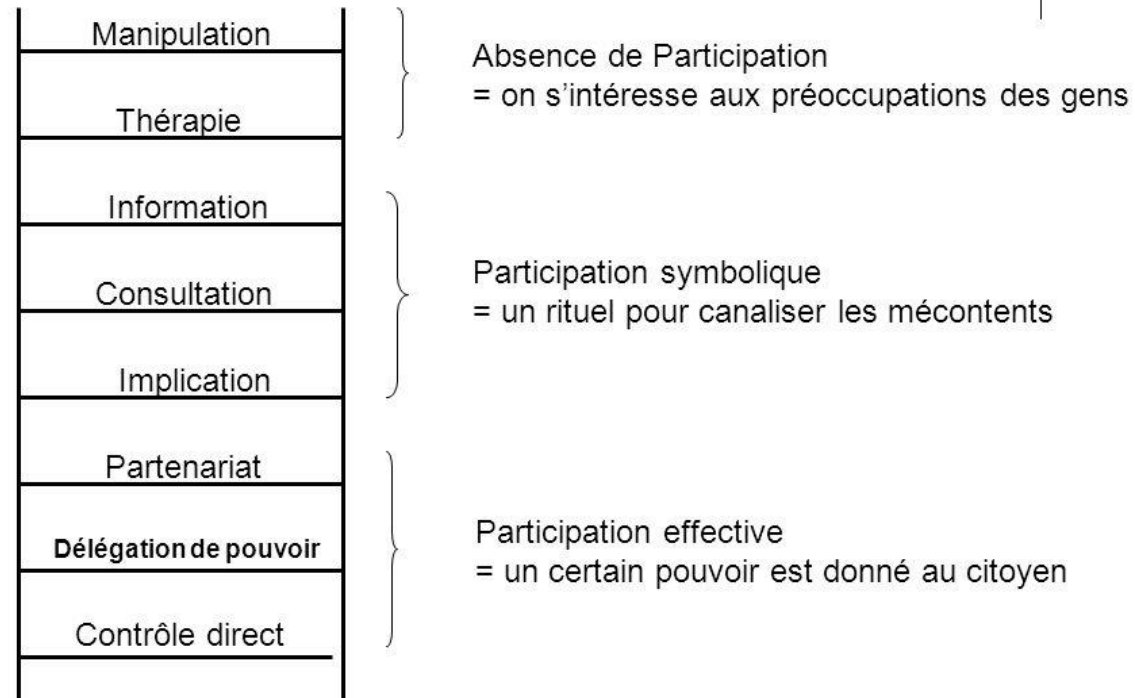 Manipulation
Thérapie
Absence de Participation
= on s’intéresse aux préoccupations des gens
Information
Consultation
Implication
Participation symbolique
= un rituel pour canaliser les mécontents
Partenariat
Délégation de pouvoir
Contrôle direct
Participation effective
= un certain pouvoir est donné au citoyen